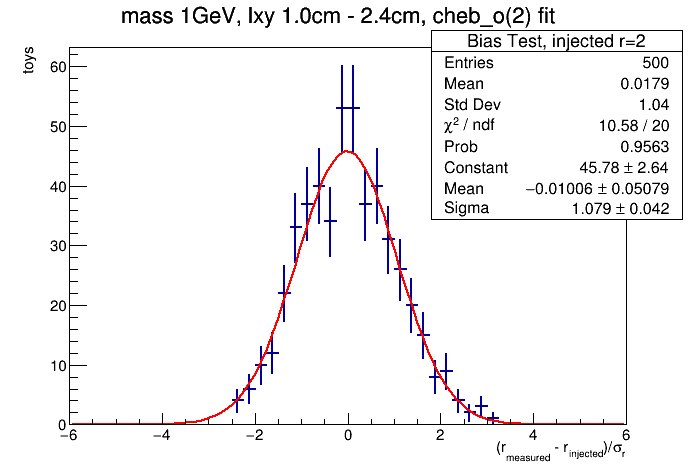 mass 1GeV, lxy 1.0cm - 2.4cm, cheb_o(2) fit
Bias Test, injected r=2
Entries 500
Mean 0.0179
Std Dev 1.04
χ² / ndf 10.58 / 20
Prob 0.9563
Constant 45.78 ± 2.64
Mean −0.01006 ± 0.05079
Sigma 1.079 ± 0.042
toys
60
50
40
30
20
10
0
−6 −4 −2 0 2 4 6
(r_measured - r_injected)/σ_r